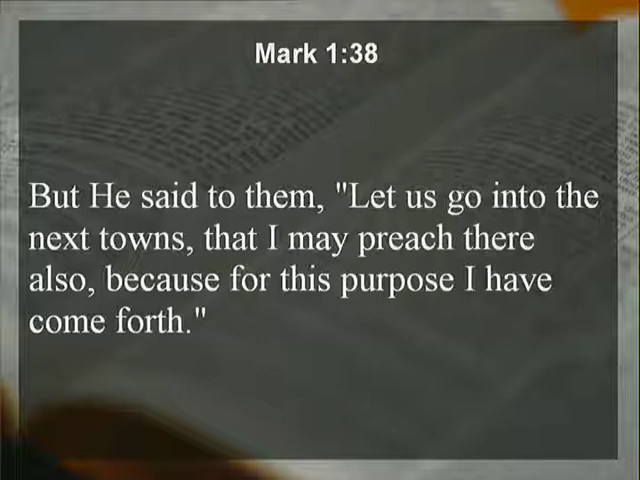 Mark 1:38
But He said to them, "Let us go into the
next towns, that I may preach there
also, because for this purpose I have
come forth."